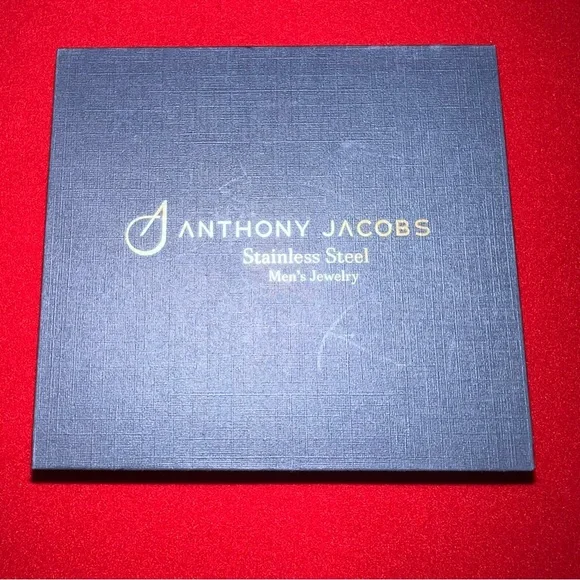 ANTHONY JACOBS
Stainless Steel
Men's Jewelry